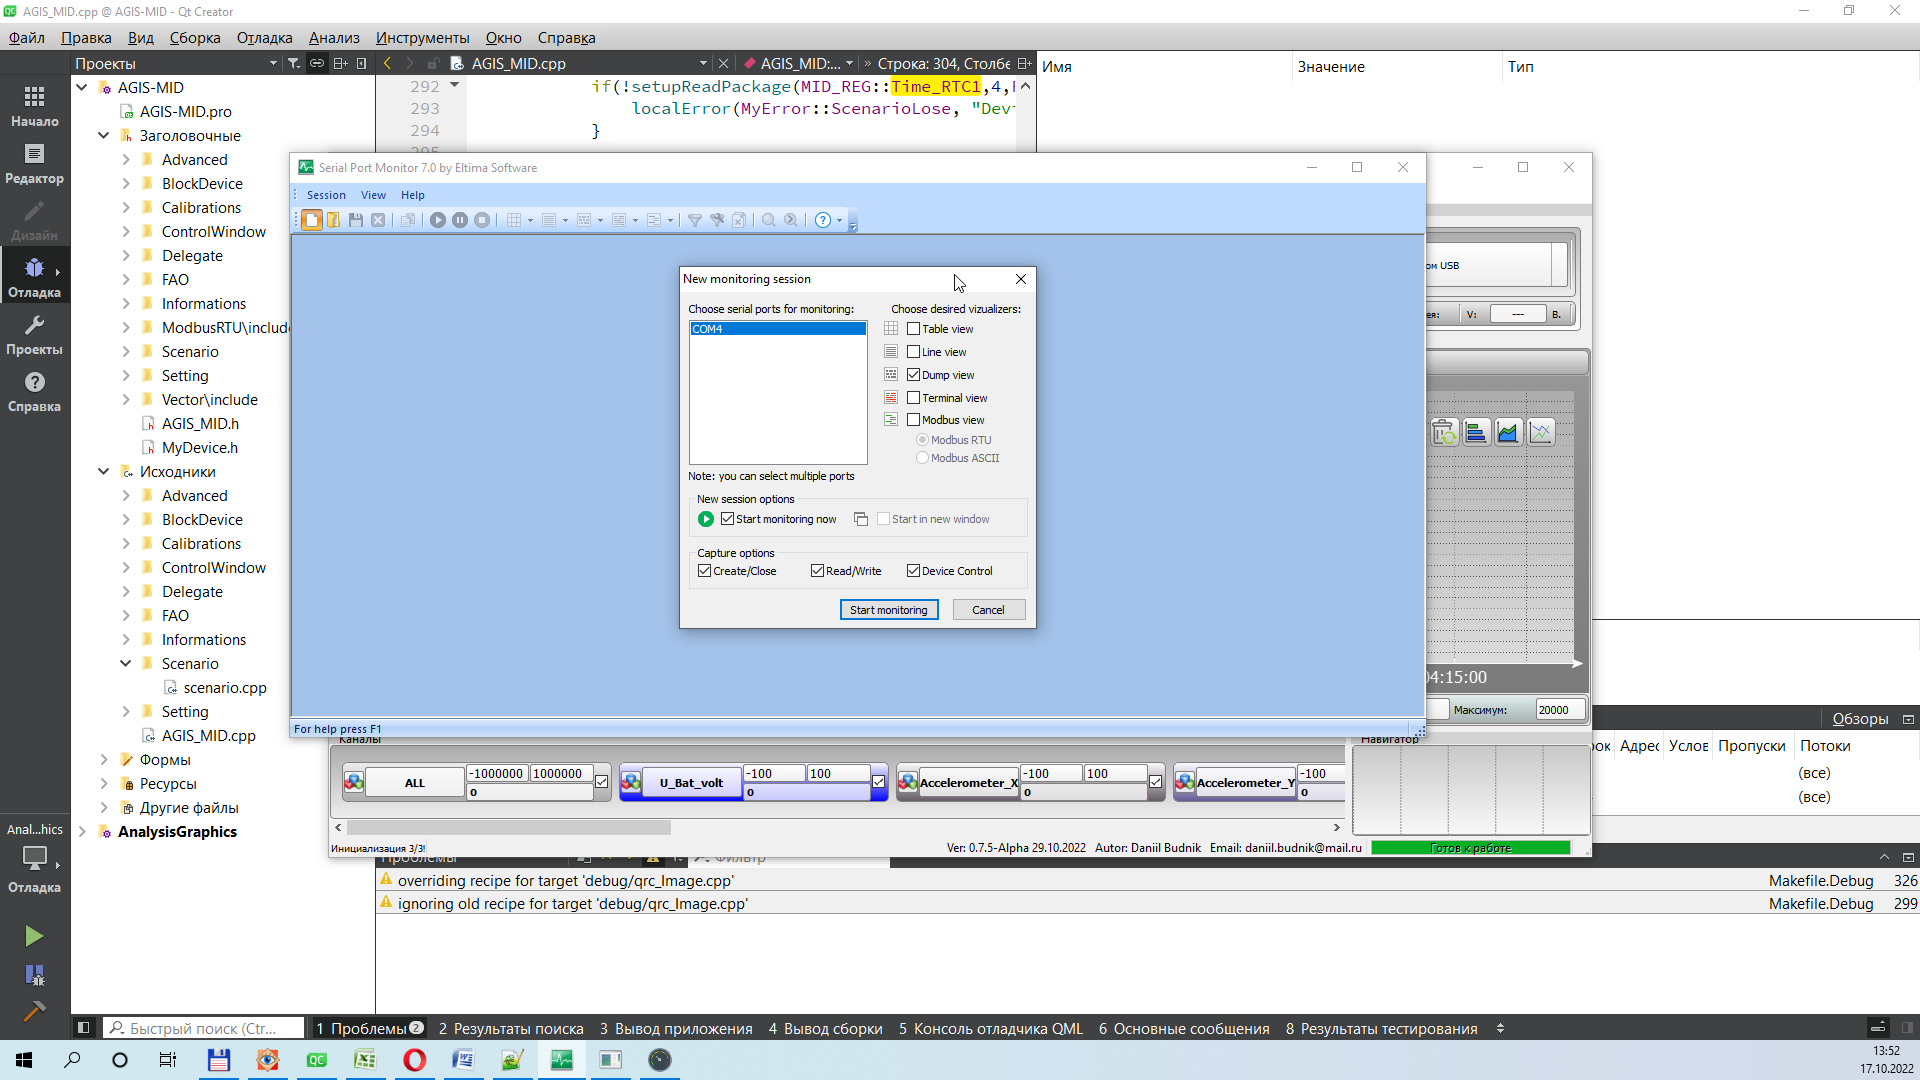 AGIS_MID.cpp @ AGIS-MID - Qt Creator
Файл Правка Вид Сборка Отладка Анализ Инструменты Окно Справка
Проекты
AGIS_MID.cpp
AGIS_MID:...
» Строка: 304, Столбе
Имя Значение Тип
Начало
Редактор
Дизайн
Отладка
Проекты
Справка
AGIS-MID
AGIS-MID.pro
Заголовочные
Advanced
BlockDevice
Calibrations
ControlWindow
Delegate
FAO
Informations
ModbusRTU\include
Scenario
Setting
Vector\include
AGIS_MID.h
MyDevice.h
Исходники
Advanced
BlockDevice
Calibrations
ControlWindow
Delegate
FAO
Informations
Scenario
scenario.cpp
Setting
AGIS_MID.cpp
Формы
Ресурсы
Другие файлы
AnalysisGraphics
Anal...hics
Отладка
292 if(!setupReadPackage(MID_REG::Time_RTC1,4,
293 localError(MyError::ScenarioLose, "Dev
294 }
295
Serial Port Monitor 7.0 by Eltima Software
Session View Help
New monitoring session
Choose serial ports for monitoring:
COM4
Note: you can select multiple ports
Choose desired vizualizers:
Table view
Line view
Dump view
Terminal view
Modbus view
Modbus RTU
Modbus ASCII
New session options
Start monitoring now
Start in new window
Capture options
Create/Close
Read/Write
Device Control
Start monitoring
Cancel
For help press F1
ом USB
ея: V: --- В.
04:15:00
Максимум: 20000
Каналы
Навигатор
ALL -1000000 1000000 0
U_Bat_volt -100 100 0
Accelerometer_X -100 100 0
Accelerometer_Y -100 0
Инициализация 3/3!
Ver: 0.7.5-Alpha 29.10.2022 Autor: Daniil Budnik Email: daniil.budnik@mail.ru
Готов к работе
Обзоры
рок Адрес Услов Пропуски Потоки
(все)
(все)
Проблемы
Фильтр
overriding recipe for target 'debug/qrc_Image.cpp' Makefile.Debug 326
ignoring old recipe for target 'debug/qrc_Image.cpp' Makefile.Debug 299
Быстрый поиск (Ctr...
1 Проблемы 2
2 Результаты поиска
3 Вывод приложения
4 Вывод сборки
5 Консоль отладчика QML
6 Основные сообщения
8 Результаты тестирования
13:52
17.10.2022